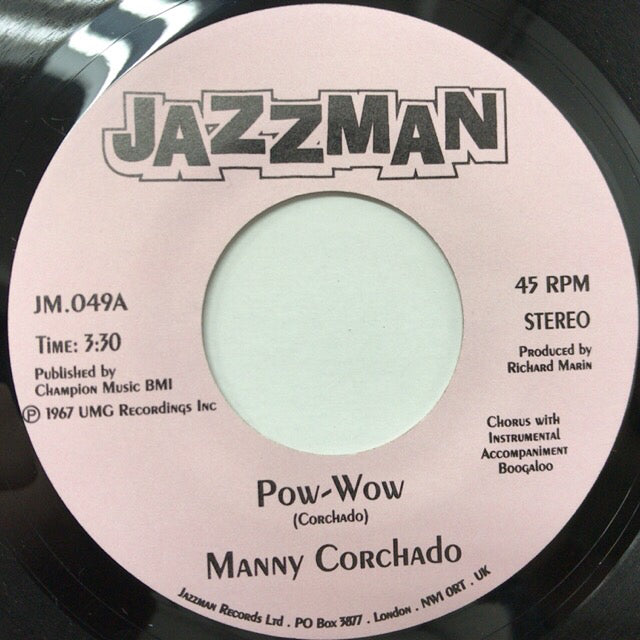 JAZZMAN
JM.049A
Time: 3:30
Published by
Champion Music BMI
℗ 1967 UMG Recordings Inc
45 RPM
STEREO
Produced by
Richard Marin
Chorus with
Instrumental
Accompaniment
Boogaloo
Pow-Wow
(Corchado)
Manny Corchado
Jazzman Records Ltd . PO Box 3877 . London . NW1 0RT . UK